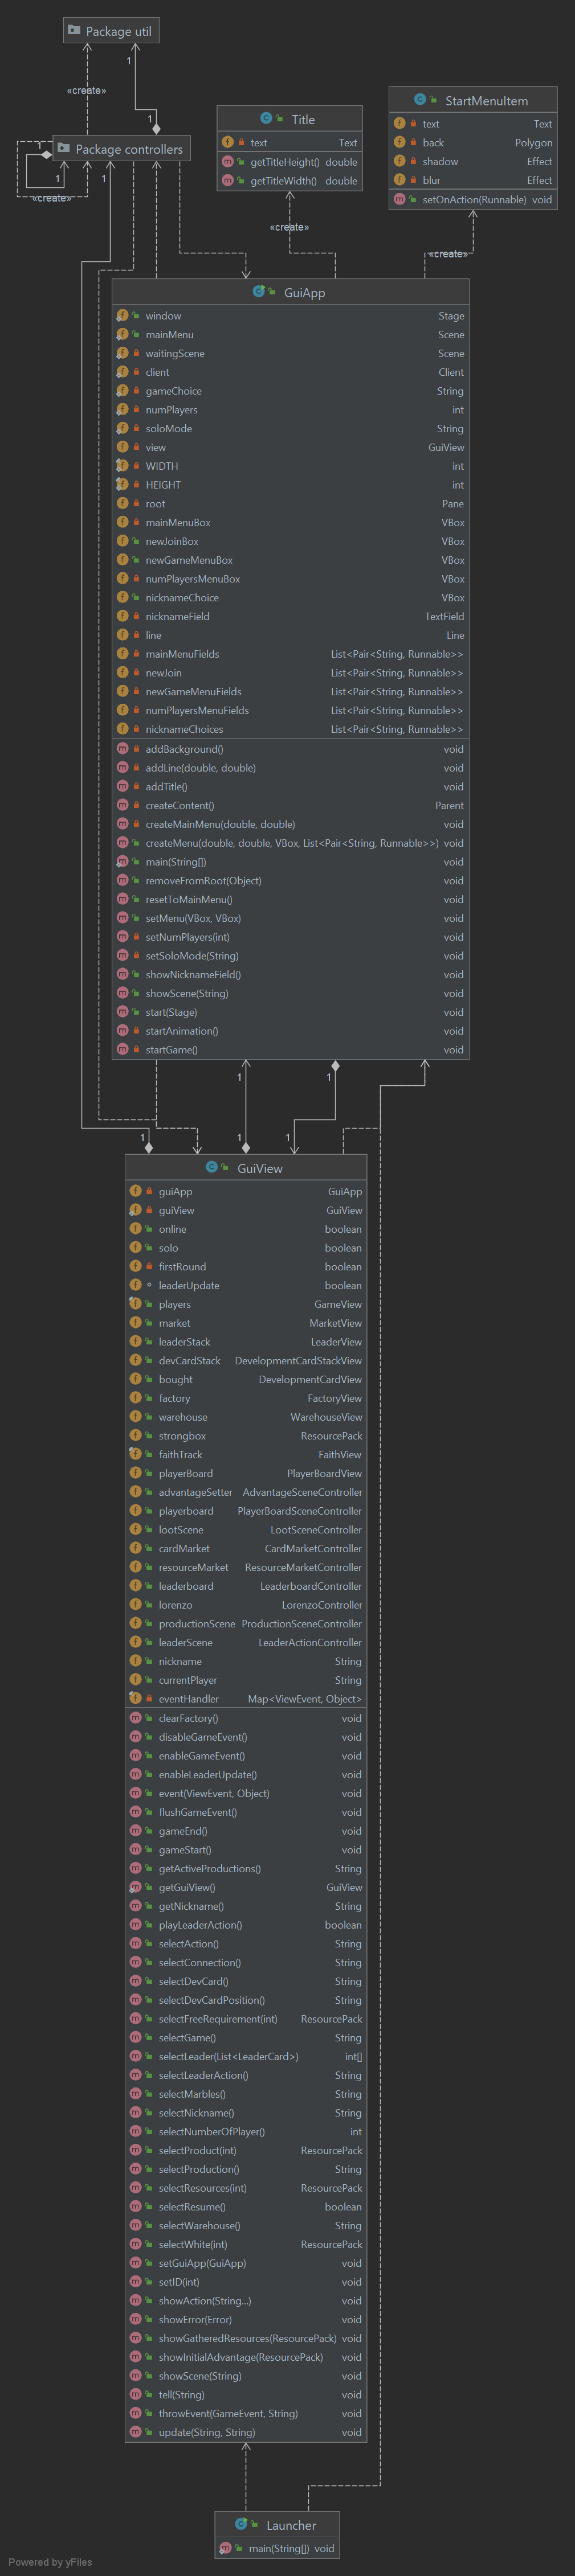 Package util
1
«create»
1
Package controllers
1
1
1
«create»
Title
text Text
getTitleHeight() double
getTitleWidth() double
StartMenuItem
text Text
back Polygon
shadow Effect
blur Effect
setOnAction(Runnable) void
«create»
«create»
GuiApp
window Stage
mainMenu Scene
waitingScene Scene
client Client
gameChoice String
numPlayers int
soloMode String
view GuiView
WIDTH int
HEIGHT int
root Pane
mainMenuBox VBox
newJoinBox VBox
newGameMenuBox VBox
numPlayersMenuBox VBox
nicknameChoice VBox
nicknameField TextField
line Line
mainMenuFields List<Pair<String, Runnable>>
newJoin List<Pair<String, Runnable>>
newGameMenuFields List<Pair<String, Runnable>>
numPlayersMenuFields List<Pair<String, Runnable>>
nicknameChoices List<Pair<String, Runnable>>
addBackground() void
addLine(double, double) void
addTitle() void
createContent() Parent
createMainMenu(double, double) void
createMenu(double, double, VBox, List<Pair<String, Runnable>>) void
main(String[]) void
removeFromRoot(Object) void
resetToMainMenu() void
setMenu(VBox, VBox) void
setNumPlayers(int) void
setSoloMode(String) void
showNicknameField() void
showScene(String) void
start(Stage) void
startAnimation() void
startGame() void
1
1
1
1
1
GuiView
guiApp GuiApp
guiView GuiView
online boolean
solo boolean
firstRound boolean
leaderUpdate boolean
players GameView
market MarketView
leaderStack LeaderView
devCardStack DevelopmentCardStackView
bought DevelopmentCardView
factory FactoryView
warehouse WarehouseView
strongbox ResourcePack
faithTrack FaithView
playerBoard PlayerBoardView
advantageSetter AdvantageSceneController
playerboard PlayerBoardSceneController
lootScene LootSceneController
cardMarket CardMarketController
resourceMarket ResourceMarketController
leaderboard LeaderboardController
lorenzo LorenzoController
productionScene ProductionSceneController
leaderScene LeaderActionController
nickname String
currentPlayer String
eventHandler Map<ViewEvent, Object>
clearFactory() void
disableGameEvent() void
enableGameEvent() void
enableLeaderUpdate() void
event(ViewEvent, Object) void
flushGameEvent() void
gameEnd() void
gameStart() void
getActiveProductions() String
getGuiView() GuiView
getNickname() String
playLeaderAction() boolean
selectAction() String
selectConnection() String
selectDevCard() String
selectDevCardPosition() String
selectFreeRequirement(int) ResourcePack
selectGame() String
selectLeader(List<LeaderCard>) int[]
selectLeaderAction() String
selectMarbles() String
selectNickname() String
selectNumberOfPlayer() int
selectProduct(int) ResourcePack
selectProduction() String
selectResources(int) ResourcePack
selectResume() boolean
selectWarehouse() String
selectWhite(int) ResourcePack
setGuiApp(GuiApp) void
setID(int) void
showAction(String...) void
showError(Error) void
showGatheredResources(ResourcePack) void
showInitialAdvantage(ResourcePack) void
showScene(String) void
tell(String) void
throwEvent(GameEvent, String) void
update(String, String) void
Launcher
main(String[]) void
Powered by yFiles